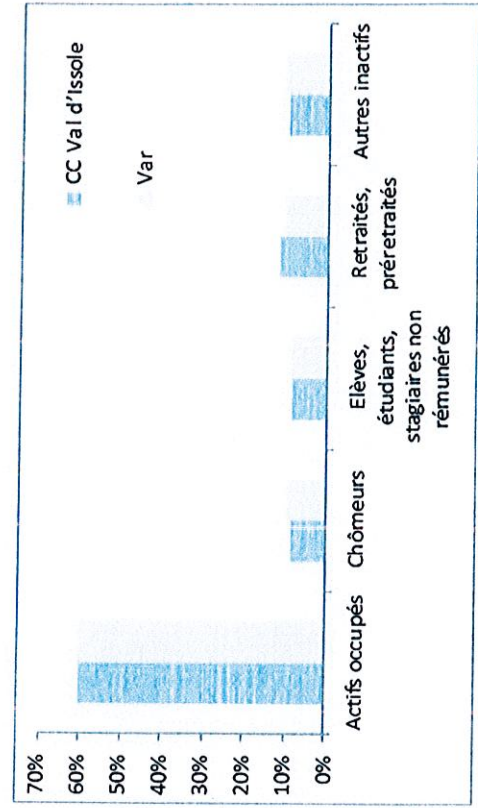 70%
60%
50%
40%
30%
20%
10%
0%
CC Val d'Issole
Var
Actifs occupés
Chômeurs
Elèves,
étudiants,
stagiaires non
rémunérés
Retraités,
préretraités
Autres inactifs